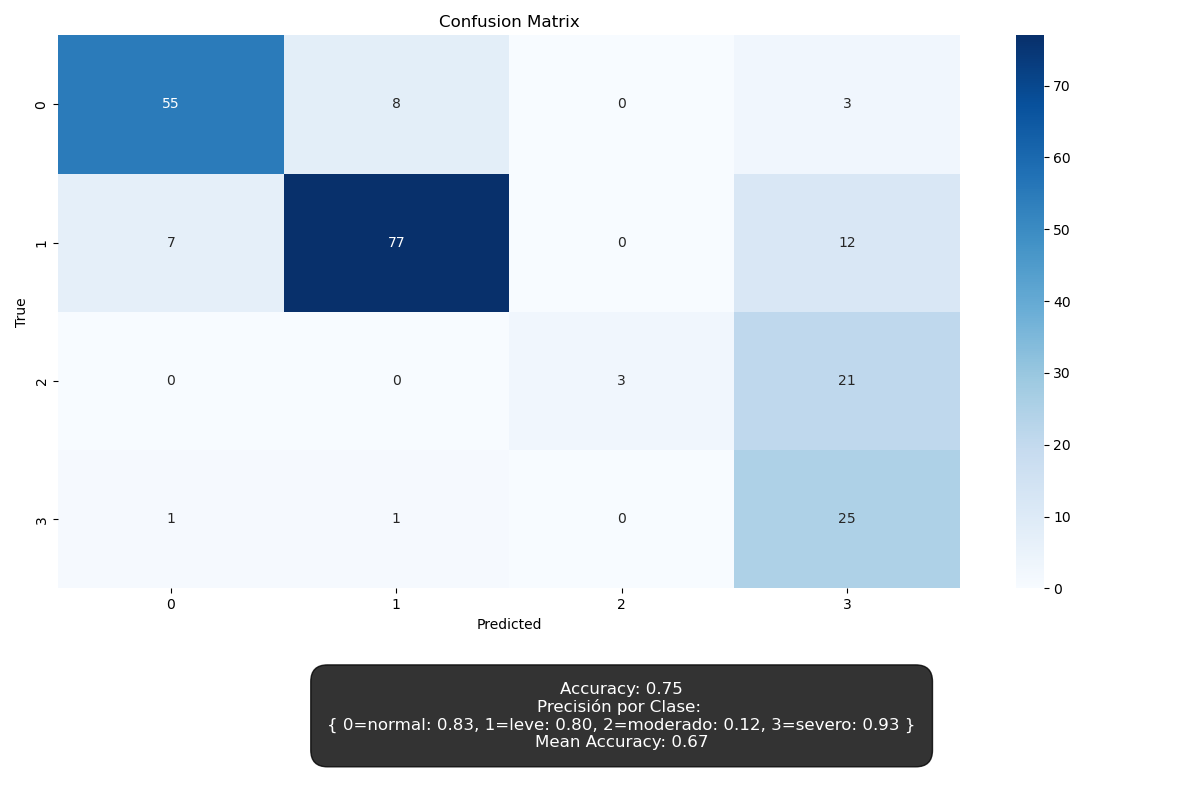 Confusion Matrix
0 55 8 0 3
1 7 77 0 12
2 0 0 3 21
3 1 1 0 25
0 1 2 3
True
Predicted
70
60
50
40
30
20
10
0
Accuracy: 0.75
Precisión por Clase:
{ 0=normal: 0.83, 1=leve: 0.80, 2=moderado: 0.12, 3=severo: 0.93 }
Mean Accuracy: 0.67